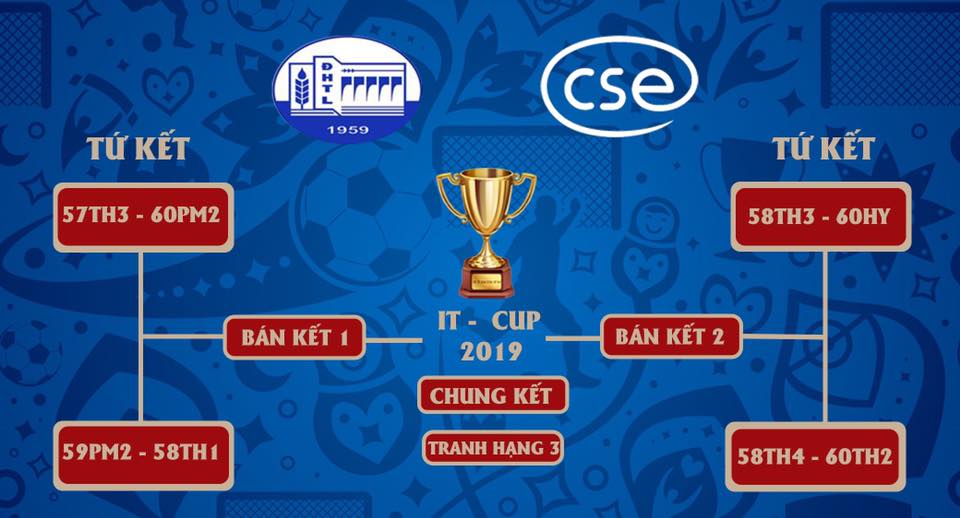 ĐHTL
1959
cse
TỨ KẾT
TỨ KẾT
57TH3 - 60PM2
58TH3 - 60HY
BÁN KẾT 1
IT - CUP
2019
BÁN KẾT 2
CHUNG KẾT
TRANH HẠNG 3
59PM2 - 58TH1
58TH4 - 60TH2